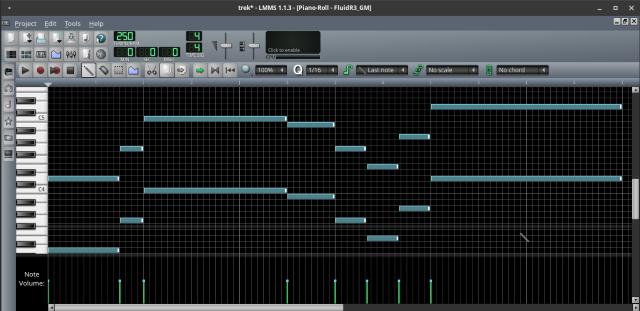 trek* - LMMS 1.1.3 - [Piano-Roll - FluidR3_GM]
Project Edit Tools Help
250
4
TEMPO/BPM
4
0 0 0
MIN SEC MSEC
TIME SIG
CPU
Click to enable
100% Q 1/16 Last note No scale No chord
C5
C4
Note
Volume: